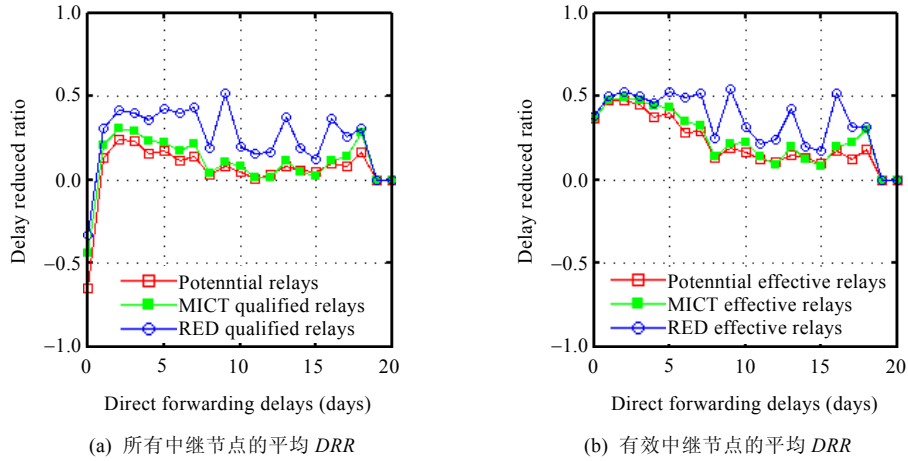 1.0
0.5
0.0
−0.5
−1.0
Delay reduced ratio
Potenntial relays
MICT qualified relays
RED qualified relays
0
5
10
15
20
Direct forwarding delays (days)
(a) 所有中继节点的平均 DRR
1.0
0.5
0.0
−0.5
−1.0
Delay reduced ratio
Potenntial effective relays
MICT effective relays
RED effective relays
0
5
10
15
20
Direct forwarding delays (days)
(b) 有效中继节点的平均 DRR